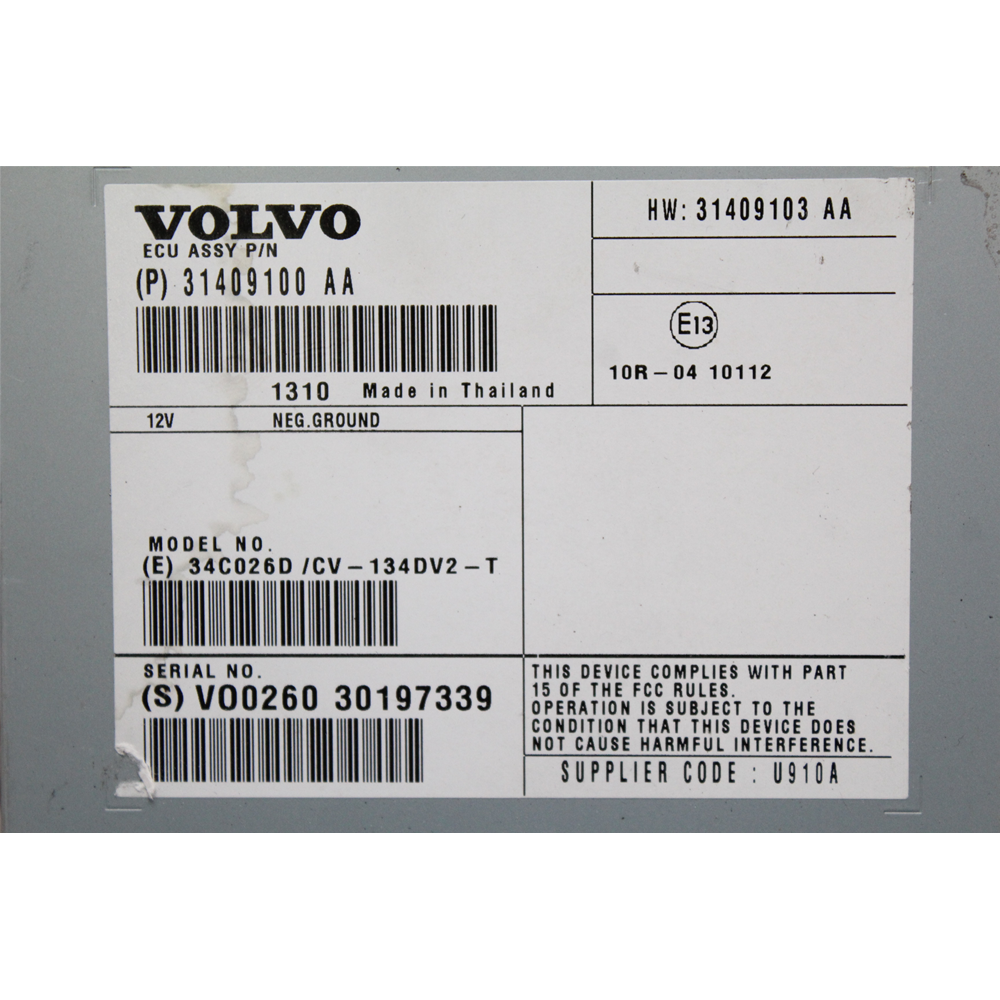 VOLVO
ECU ASSY P/N
(P) 31409100 AA
1310 Made in Thailand
HW: 31409103 AA
E13
10R-04 10112
12V NEG.GROUND
MODEL NO.
(E) 34C026D /CV-134DV2-T
SERIAL NO.
(S) VO0260 30197339
THIS DEVICE COMPLIES WITH PART
15 OF THE FCC RULES.
OPERATION IS SUBJECT TO THE
CONDITION THAT THIS DEVICE DOES
NOT CAUSE HARMFUL INTERFERENCE.
SUPPLIER CODE : U910A